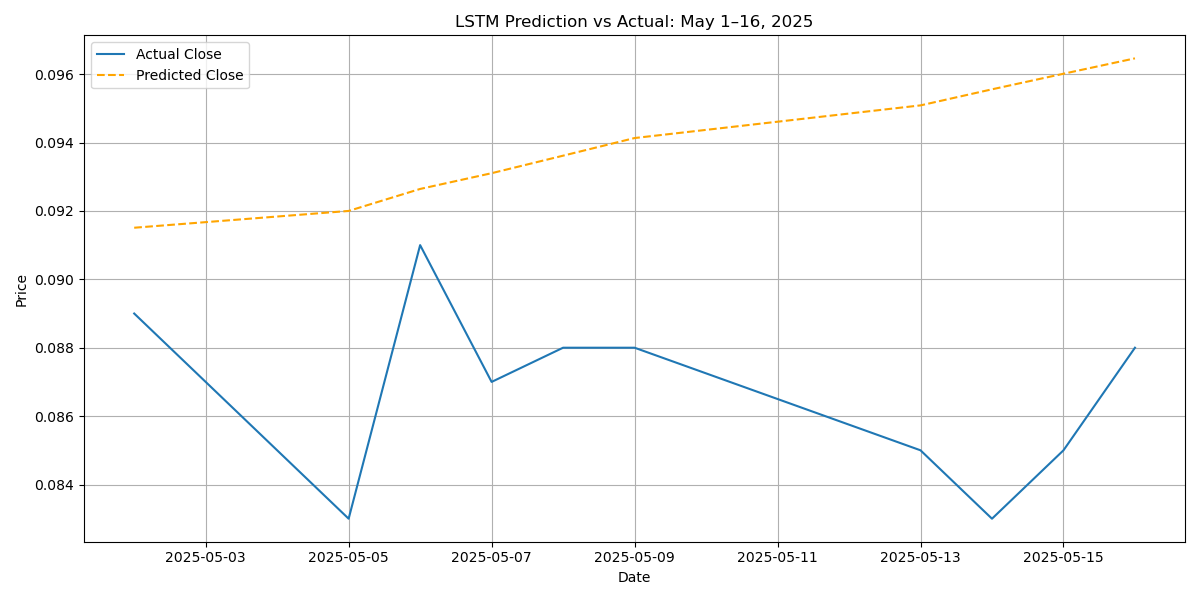 LSTM Prediction vs Actual: May 1–16, 2025
Actual Close
Predicted Close
0.096
0.094
0.092
0.090
0.088
0.086
0.084
Price
2025-05-03 2025-05-05 2025-05-07 2025-05-09 2025-05-11 2025-05-13 2025-05-15
Date